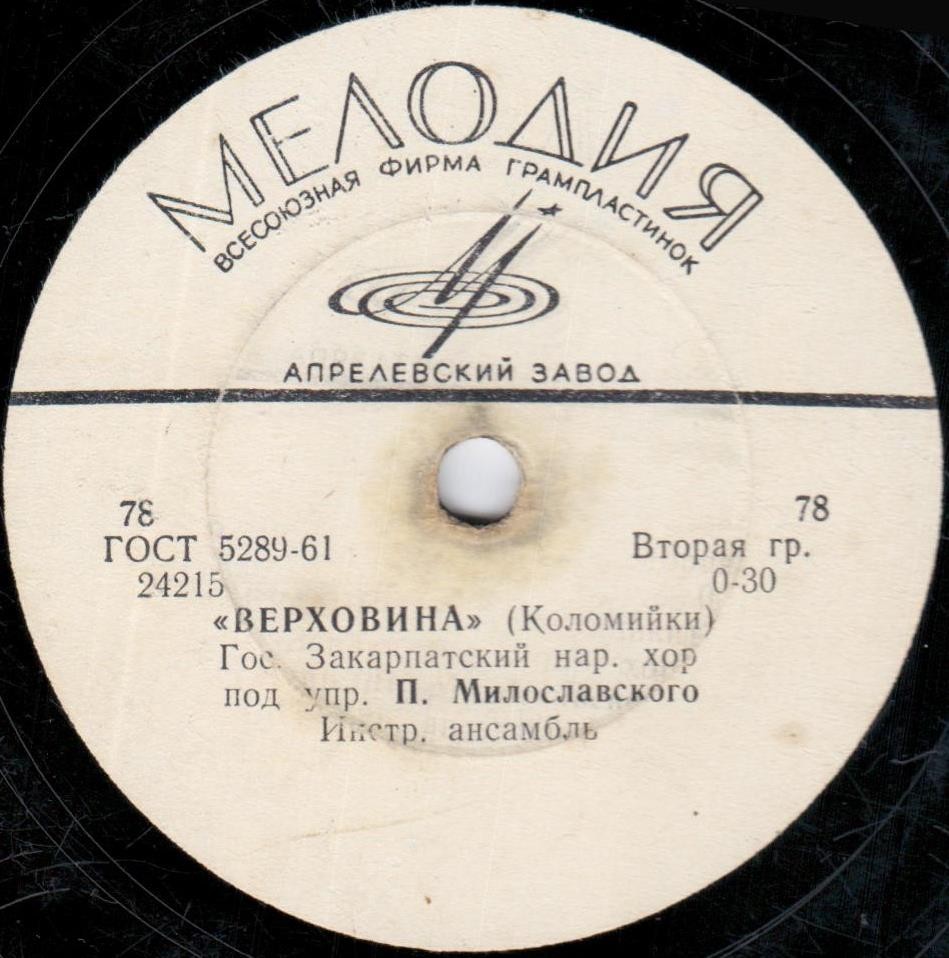 МЕЛОДИЯ
ВСЕСОЮЗНАЯ ФИРМА ГРАМПЛАСТИНОК
АПРЕЛЕВСКИЙ ЗАВОД
78 78
ГОСТ 5289-61 Вторая гр.
24215 0-30
«ВЕРХОВИНА» (Коломийки)
Гос. Закарпатский нар. хор
под упр. П. Милославского
Инстр. ансамбль